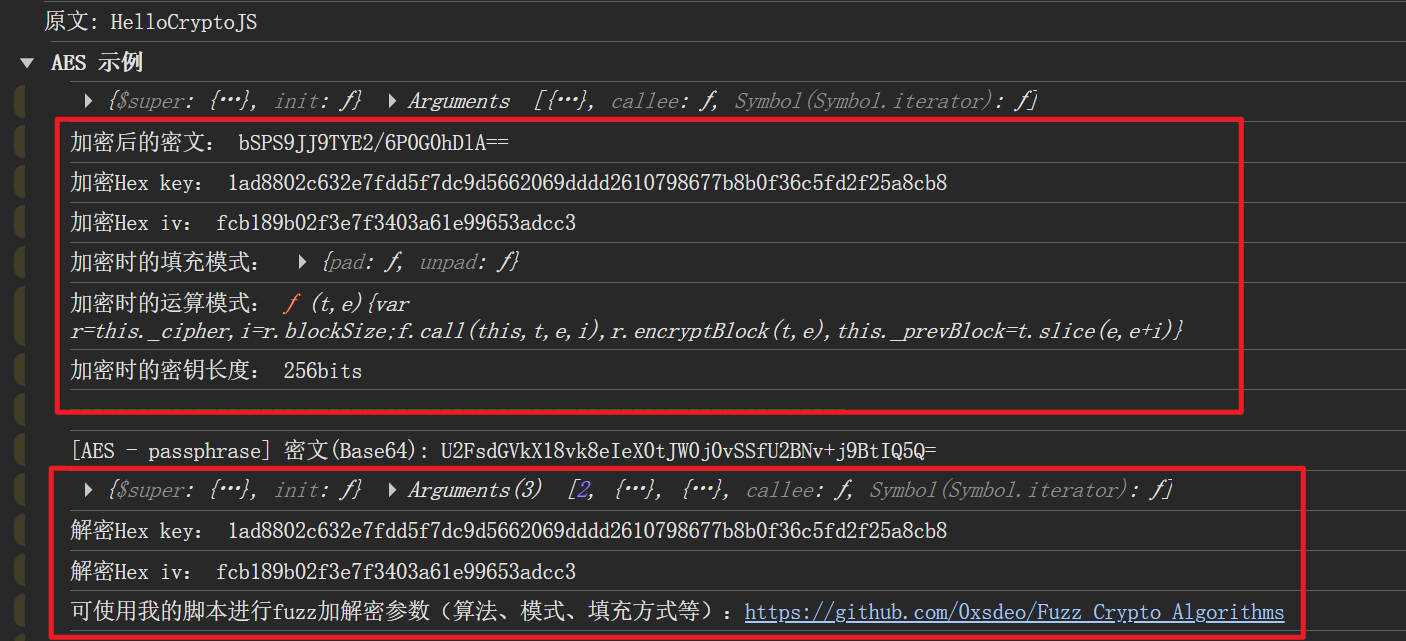 原文: HelloCryptoJS
▼ AES 示例
▶ {$super: {…}, init: ƒ} ▶ Arguments [{…}, callee: ƒ, Symbol(Symbol.iterator): ƒ]
加密后的密文： bSPS9JJ9TYE2/6P0G0hDlA==
加密Hex key： 1ad8802c632e7fdd5f7dc9d5662069dddd2610798677b8b0f36c5fd2f25a8cb8
加密Hex iv： fcb189b02f3e7f3403a61e99653adcc3
加密时的填充模式： ▶ {pad: ƒ, unpad: ƒ}
加密时的运算模式： ƒ (t,e){var
r=this._cipher,i=r.blockSize;f.call(this,t,e,i),r.encryptBlock(t,e),this._prevBlock=t.slice(e,e+i)}
加密时的密钥长度： 256bits
[AES - passphrase] 密文(Base64): U2FsdGVkX18vk8eIeX0tJW0j0vSSfU2BNv+j9BtIQ5Q=
▶ {$super: {…}, init: ƒ} ▶ Arguments(3) [2, {…}, {…}, callee: ƒ, Symbol(Symbol.iterator): ƒ]
解密Hex key： 1ad8802c632e7fdd5f7dc9d5662069dddd2610798677b8b0f36c5fd2f25a8cb8
解密Hex iv： fcb189b02f3e7f3403a61e99653adcc3
可使用我的脚本进行fuzz加解密参数（算法、模式、填充方式等）：https://github.com/0xsdeo/Fuzz_Crypto_Algorithms